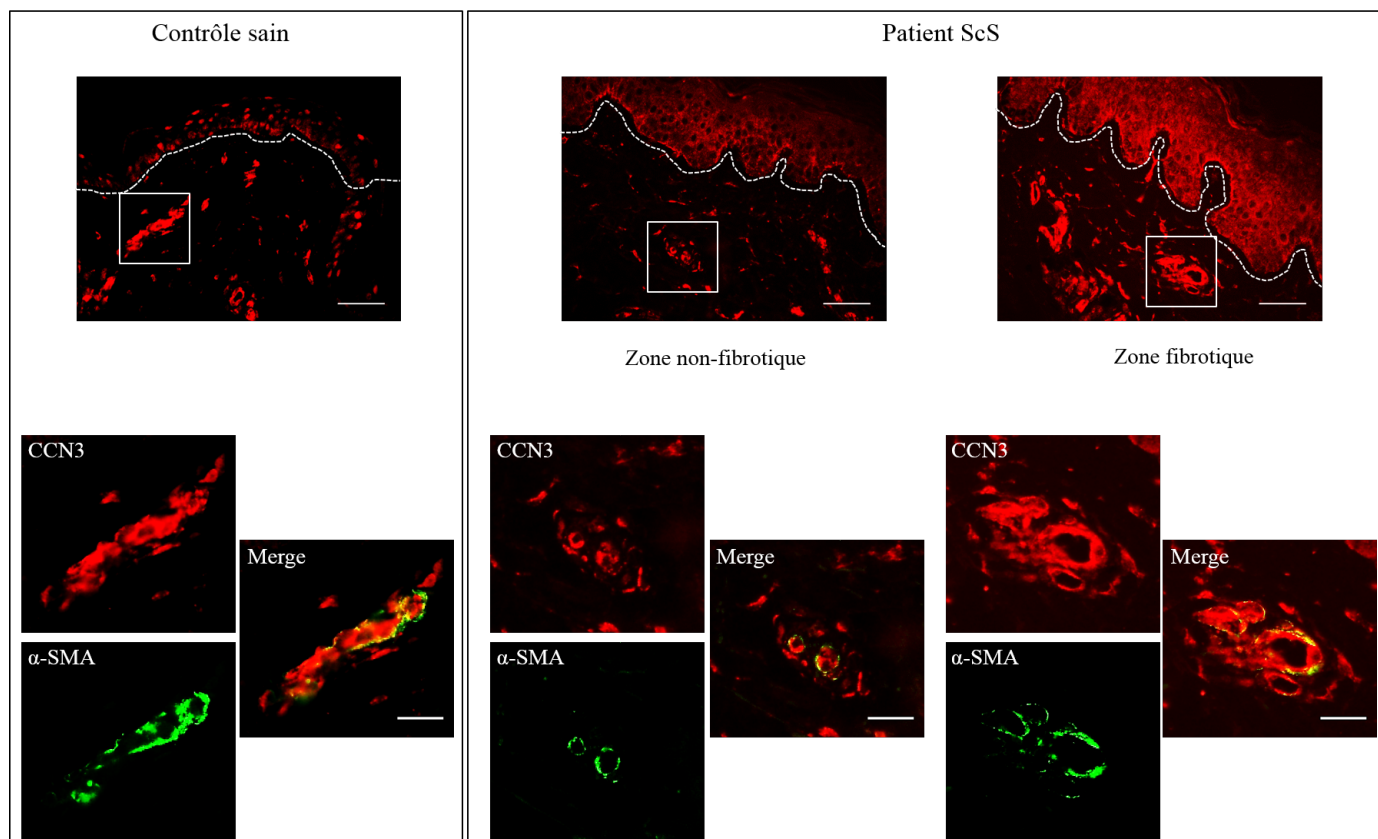 Contrôle sain
Patient ScS
Zone non-fibrotique
Zone fibrotique
CCN3
Merge
α-SMA
CCN3
Merge
α-SMA
CCN3
Merge
α-SMA